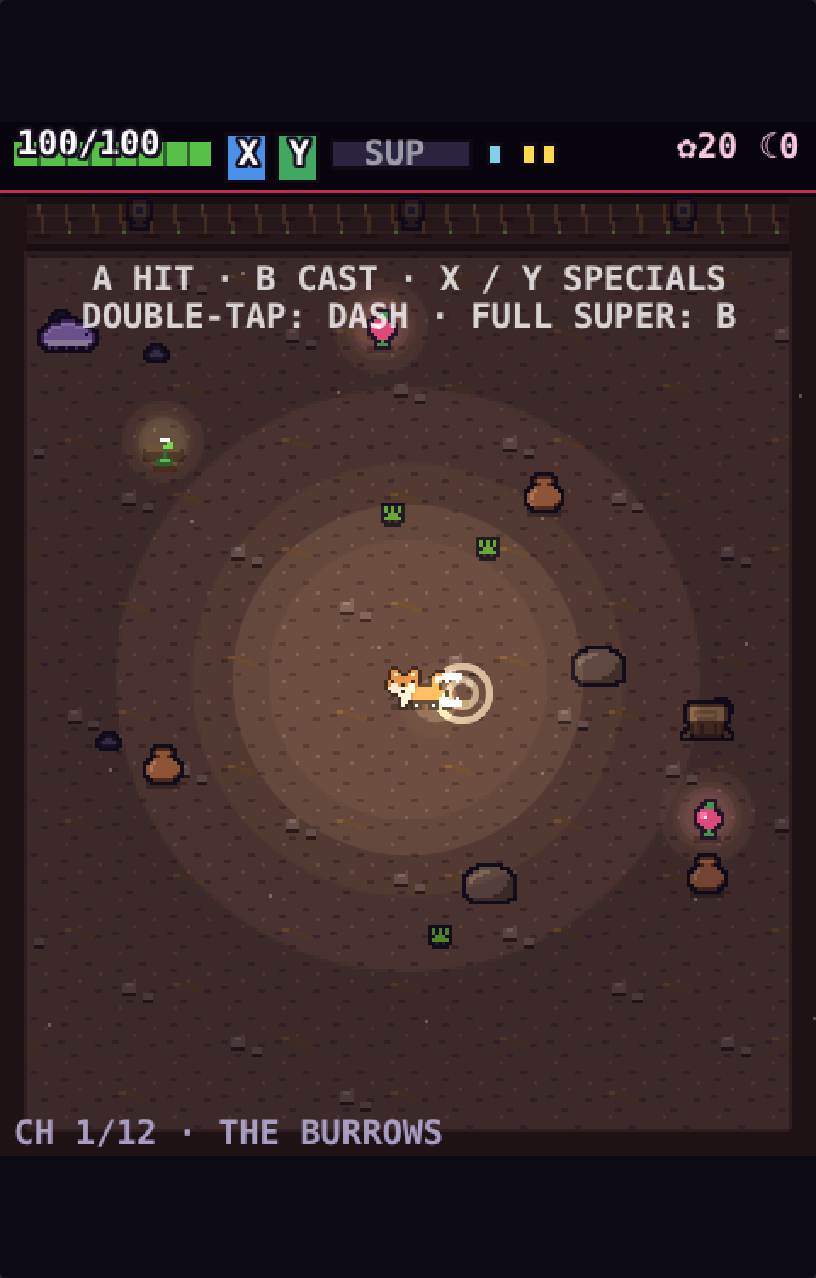 100/100 X Y SUP ✿20 ☾0
A HIT · B CAST · X / Y SPECIALS
DOUBLE-TAP: DASH · FULL SUPER: B
CH 1/12 · THE BURROWS